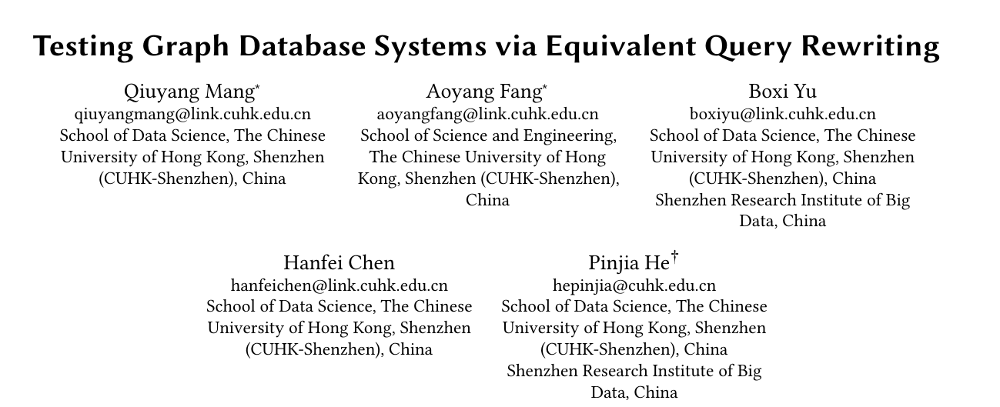 Testing Graph Database Systems via Equivalent Query Rewriting
Qiuyang Mang*
qiuyangmang@link.cuhk.edu.cn
School of Data Science, The Chinese
University of Hong Kong, Shenzhen
(CUHK-Shenzhen), China
Aoyang Fang*
aoyangfang@link.cuhk.edu.cn
School of Science and Engineering,
The Chinese University of Hong
Kong, Shenzhen (CUHK-Shenzhen),
China
Boxi Yu
boxiyu@link.cuhk.edu.cn
School of Data Science, The Chinese
University of Hong Kong, Shenzhen
(CUHK-Shenzhen), China
Shenzhen Research Institute of Big
Data, China
Hanfei Chen
hanfeichen@link.cuhk.edu.cn
School of Data Science, The Chinese
University of Hong Kong, Shenzhen
(CUHK-Shenzhen), China
Pinjia He†
hepinjia@cuhk.edu.cn
School of Data Science, The Chinese
University of Hong Kong, Shenzhen
(CUHK-Shenzhen), China
Shenzhen Research Institute of Big
Data, China